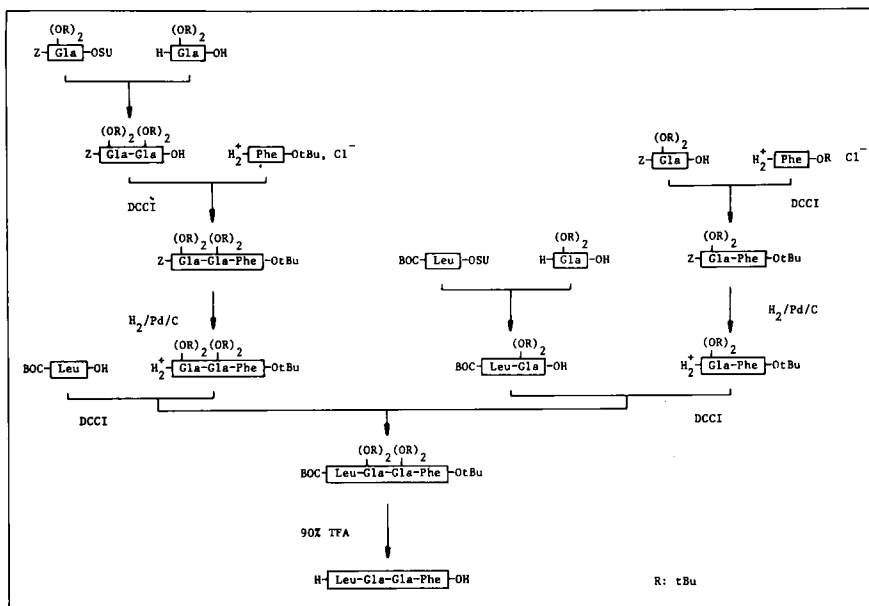 (OR)2 (OR)2
Z-Gla-OSU H-Gla-OH
(OR)2 (OR)2
Z-Gla-Gla-OH H2+-Phe-OtBu, Cl-
(OR)2
Z-Gla-OH H2+-Phe-OR Cl-
DCCI DCCI
(OR)2 (OR)2
Z-Gla-Gla-Phe-OtBu
(OR)2
BOC-Leu-OSU H-Gla-OH
(OR)2
Z-Gla-Phe-OtBu
H2/Pd/C H2/Pd/C
(OR)2 (OR)2
BOC-Leu-OH H2+-Gla-Gla-Phe-OtBu
(OR)2
BOC-Leu-Gla-OH
(OR)2
H2+-Gla-Phe-OtBu
DCCI DCCI
(OR)2 (OR)2
BOC-Leu-Gla-Gla-Phe-OtBu
90% TFA
H-Leu-Gla-Gla-Phe-OH
R: tBu